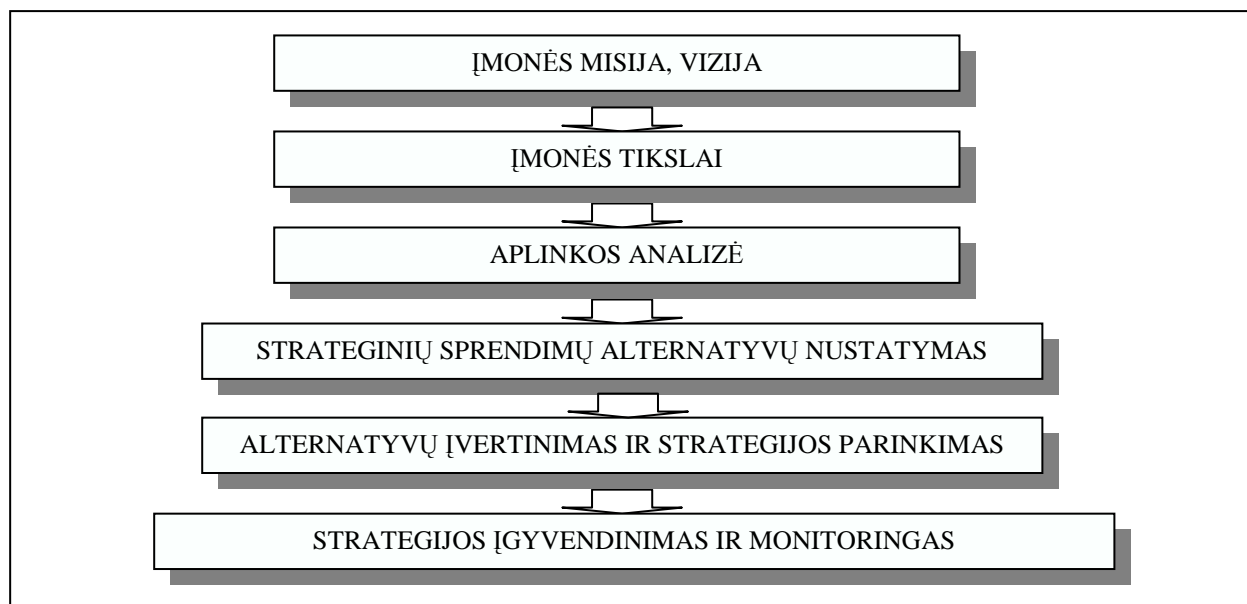 ĮMONĖS MISIJA, VIZIJA
ĮMONĖS TIKSLAI
APLINKOS ANALIZĖ
STRATEGINIŲ SPRENDIMŲ ALTERNATYVŲ NUSTATYMAS
ALTERNATYVŲ ĮVERTINIMAS IR STRATEGIJOS PARINKIMAS
STRATEGIJOS ĮGYVENDINIMAS IR MONITORINGAS